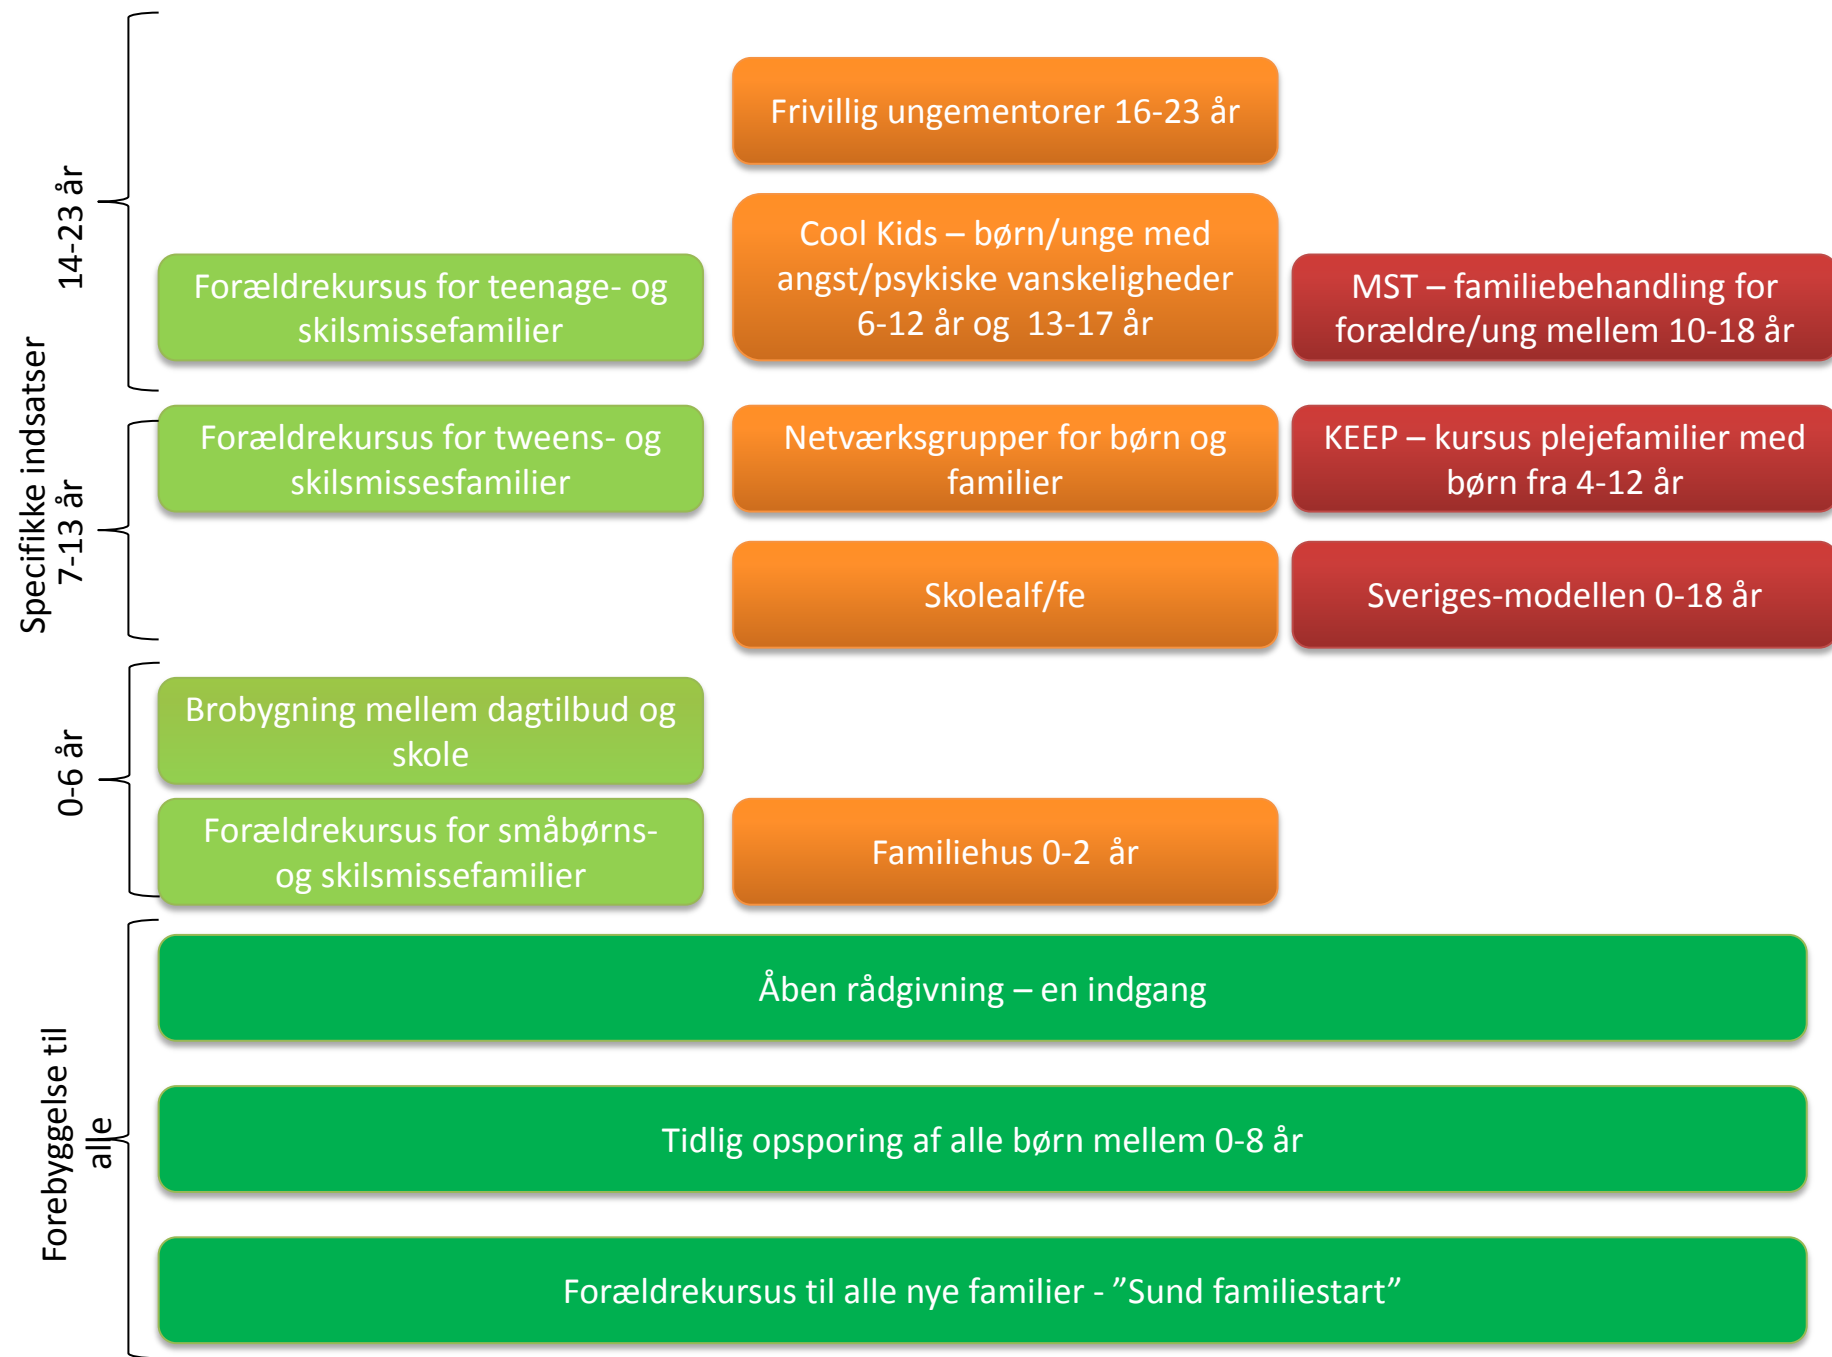 Specifikke indsatser
14-23 år
Frivillig ungementorer 16-23 år
Forældrekursus for teenage- og
skilsmissefamilier
Cool Kids – børn/unge med
angst/psykiske vanskeligheder
6-12 år og  13-17 år
MST – familiebehandling for
forældre/ung mellem 10-18 år
7-13 år
Forældrekursus for tweens- og
skilsmissesfamilier
Netværksgrupper for børn og
familier
KEEP – kursus plejefamilier med
børn fra 4-12 år
Skolealf/fe
Sveriges-modellen 0-18 år
0-6 år
Brobygning mellem dagtilbud og
skole
Forældrekursus for småbørns-
og skilsmissefamilier
Familiehus 0-2  år
Forebyggelse til
alle
Åben rådgivning – en indgang
Tidlig opsporing af alle børn mellem 0-8 år
Forældrekursus til alle nye familier - ”Sund familiestart”